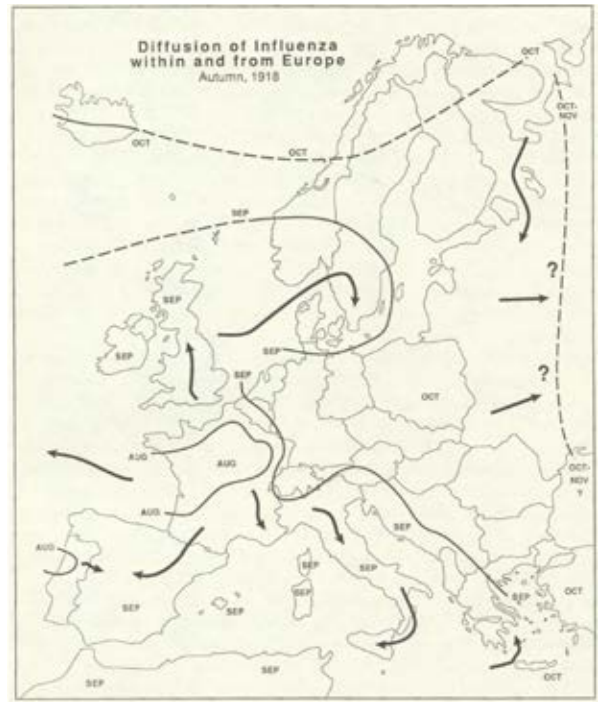 Diffusion of Influenza
within and from Europe
Autumn, 1918
OCT
OCT-
NOV
OCT
OCT
SEP
?
SEP
SEP
SEP
SEP
?
OCT
AUG
AUG
OCT-
NOV
?
AUG
SEP
AUG
SEP
SEP
SEP
SEP
OCT
SEP
SEP
SEP
SEP
OCT
SEP